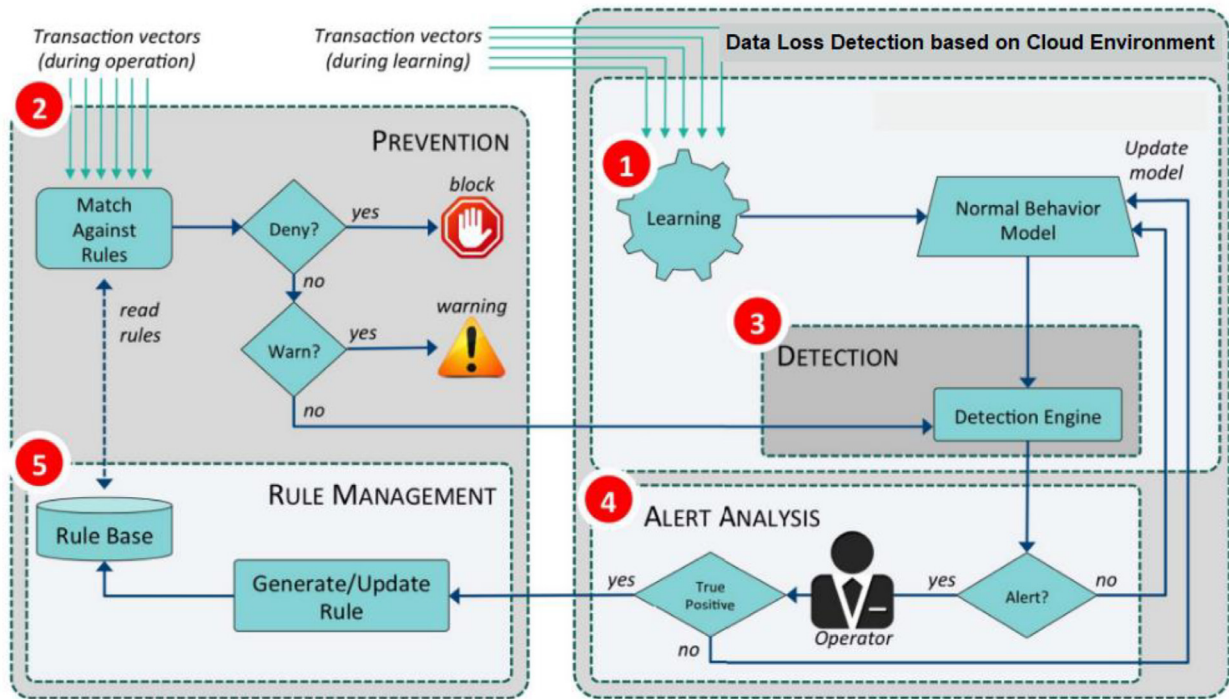 Transaction vectors
(during operation)
Transaction vectors
(during learning)
Data Loss Detection based on Cloud Environment
2
PREVENTION
Match
Against
Rules
Deny?
yes
block
no
Warn?
yes
warning
no
read
rules
1
Learning
Normal Behavior
Model
Update
model
3
DETECTION
Detection Engine
5
RULE MANAGEMENT
Rule Base
Generate/Update
Rule
4
ALERT ANALYSIS
yes
True
Positive
no
Operator
yes
Alert?
no